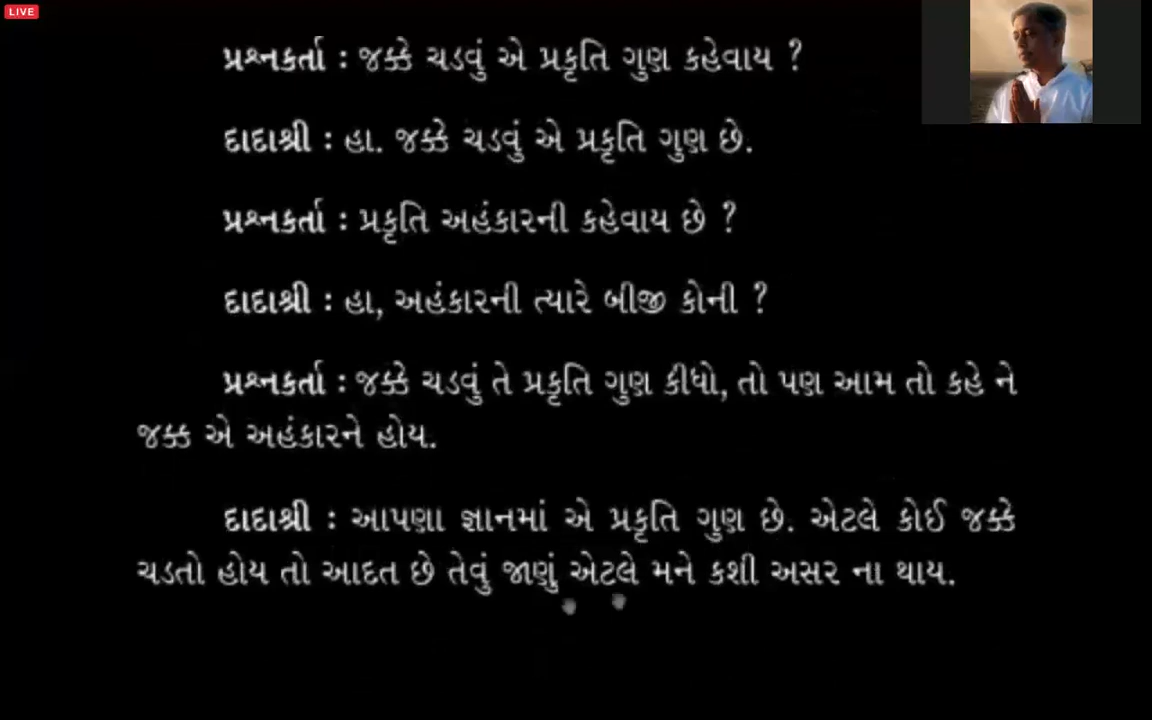 LIVE
પ્રશ્નકર્તા : જક્કે ચડવું એ પ્રકૃતિ ગુણ કહેવાય ?
દાદાશ્રી : હા. જક્કે ચડવું એ પ્રકૃતિ ગુણ છે.
પ્રશ્નકર્તા : પ્રકૃતિ અહંકારની કહેવાય છે ?
દાદાશ્રી : હા, અહંકારની ત્યારે બીજી કોની ?
પ્રશ્નકર્તા : જક્કે ચડવું તે પ્રકૃતિ ગુણ કીધો, તો પણ આમ તો કહે ને
જક્ક એ અહંકારને હોય.
દાદાશ્રી : આપણા જ્ઞાનમાં એ પ્રકૃતિ ગુણ છે. એટલે કોઈ જક્કે
ચડતો હોય તો આદત છે તેવું જાણું એટલે મને કશી અસર ના થાય.